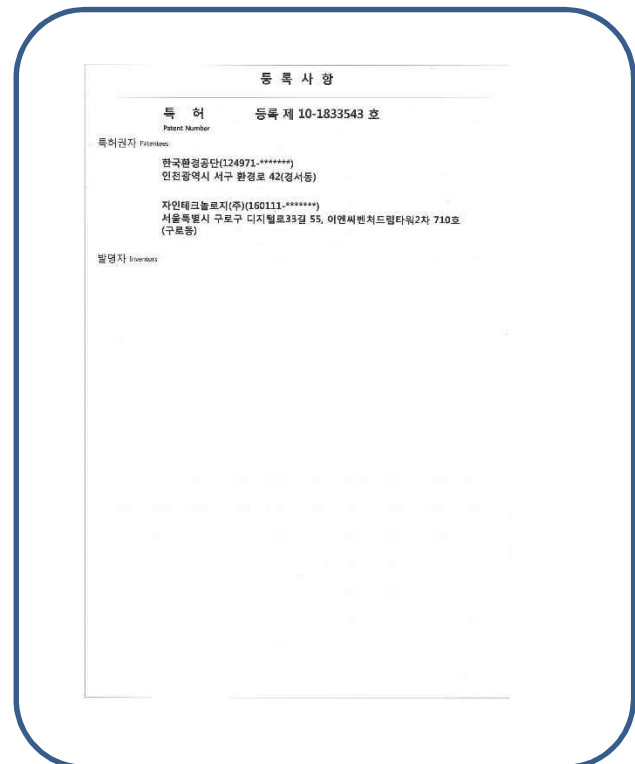 등 록 사 항
특 허 등록 제 10-1833543 호
Patent Number
특허권자 Patentees
한국환경공단(124971-*******)
인천광역시 서구 환경로 42(경서동)
자인테크놀로지(주)(160111-*******)
서울특별시 구로구 디지털로33길 55, 이엔씨벤처드림타워2차 710호
(구로동)
발명자 Inventors